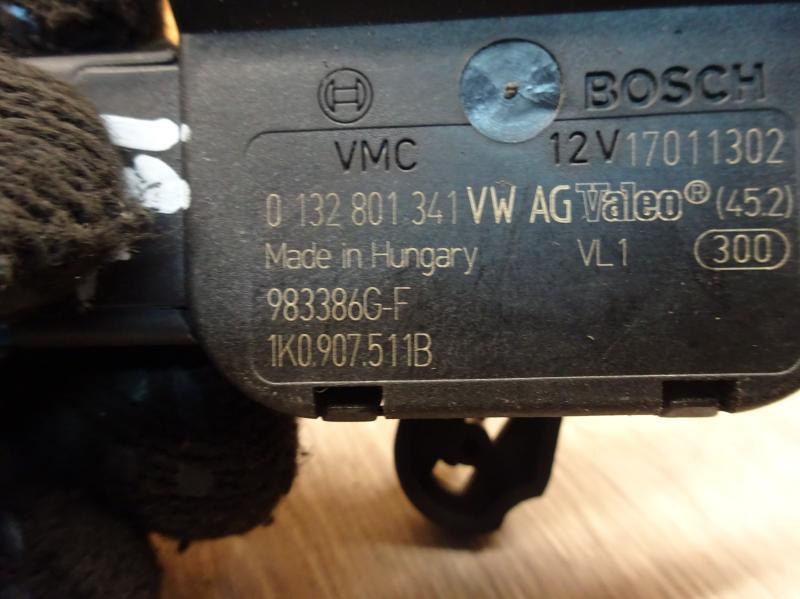 BOSCH
VMC 12V 17011302
0 132 801 341 VW AG Valeo® (45.2)
Made in Hungary VL1 300
983386G-F
1K0.907.511B